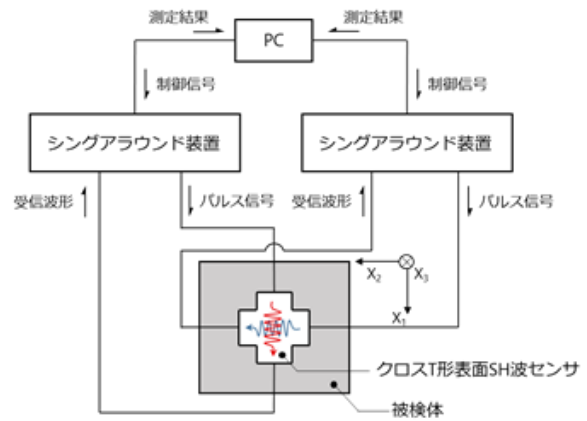 測定結果
測定結果
PC
制御信号
制御信号
シングアラウンド装置
シングアラウンド装置
受信波形
パルス信号
受信波形
パルス信号
X2
X3
X1
クロスT形表面SH波センサ
被検体